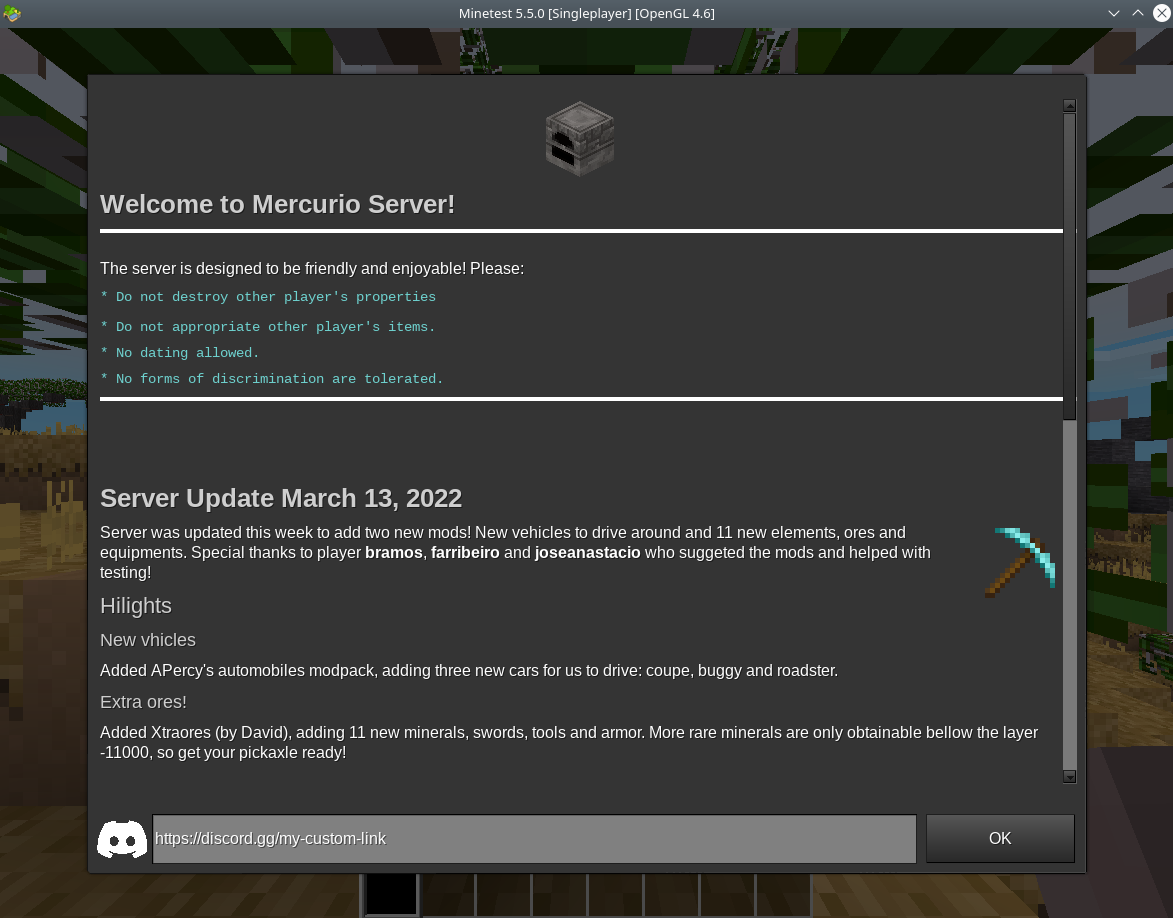 Minetest 5.5.0 [Singleplayer] [OpenGL 4.6]
Welcome to Mercurio Server!
The server is designed to be friendly and enjoyable! Please:
* Do not destroy other player's properties
* Do not appropriate other player's items.
* No dating allowed.
* No forms of discrimination are tolerated.
Server Update March 13, 2022
Server was updated this week to add two new mods! New vehicles to drive around and 11 new elements, ores and
equipments. Special thanks to player bramos, farribeiro and joseanastacio who suggeted the mods and helped with
testing!
Hilights
New vhicles
Added APercy's automobiles modpack, adding three new cars for us to drive: coupe, buggy and roadster.
Extra ores!
Added Xtraores (by David), adding 11 new minerals, swords, tools and armor. More rare minerals are only obtainable bellow the layer
-11000, so get your pickaxle ready!
https://discord.gg/my-custom-link
OK